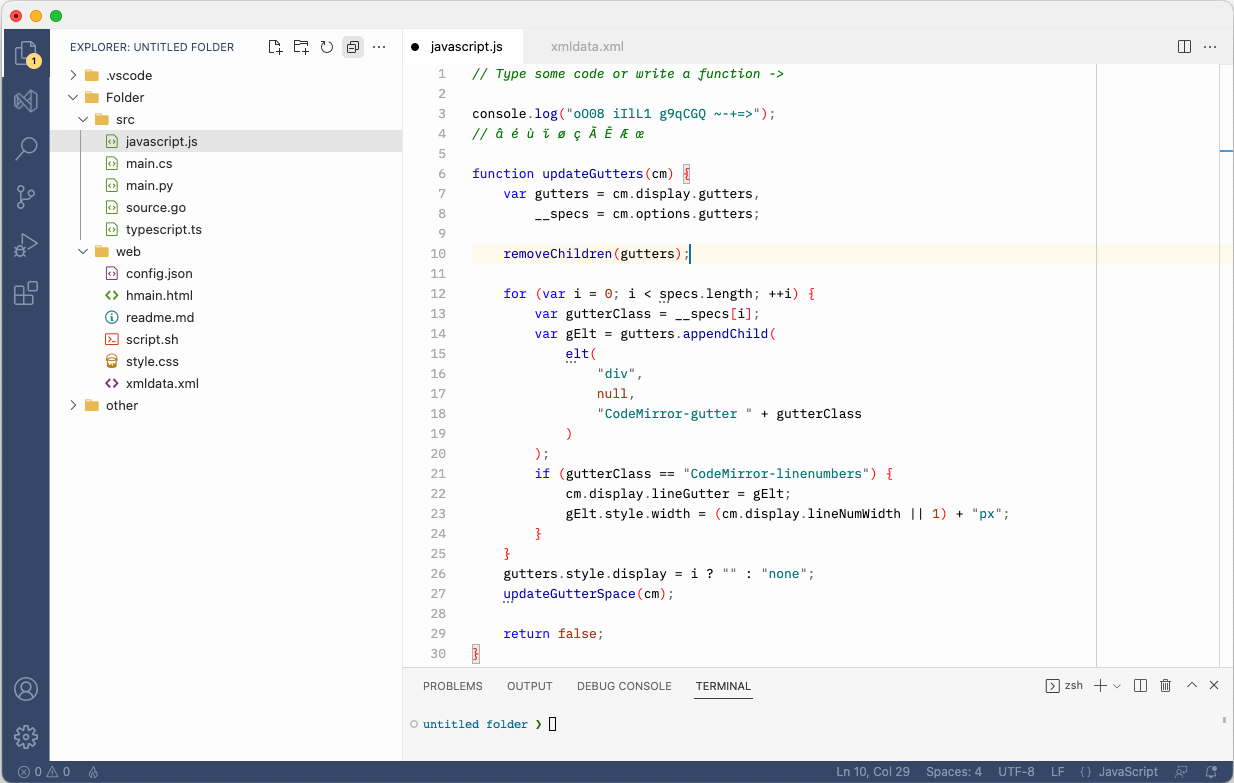 EXPLORER: UNTITLED FOLDER
javascript.js
xmldata.xml
1
.vscode
Folder
src
javascript.js
main.cs
main.py
source.go
typescript.ts
web
config.json
hmain.html
readme.md
script.sh
style.css
xmldata.xml
other
1 // Type some code or write a function ->
2
3 console.log("oO08 iIlL1 g9qCGQ ~-+=>");
4 // â é ù ï ø ç Ã Ē Æ œ
5
6 function updateGutters(cm) {
7     var gutters = cm.display.gutters,
8         __specs = cm.options.gutters;
9
10     removeChildren(gutters);
11
12     for (var i = 0; i < specs.length; ++i) {
13         var gutterClass = __specs[i];
14         var gElt = gutters.appendChild(
15             elt(
16                 "div",
17                 null,
18                 "CodeMirror-gutter " + gutterClass
19             )
20         );
21         if (gutterClass == "CodeMirror-linenumbers") {
22             cm.display.lineGutter = gElt;
23             gElt.style.width = (cm.display.lineNumWidth || 1) + "px";
24         }
25     }
26     gutters.style.display = i ? "" : "none";
27     updateGutterSpace(cm);
28
29     return false;
30 }
PROBLEMS OUTPUT DEBUG CONSOLE TERMINAL zsh
untitled folder ❯
0 0 Ln 10, Col 29 Spaces: 4 UTF-8 LF {} JavaScript